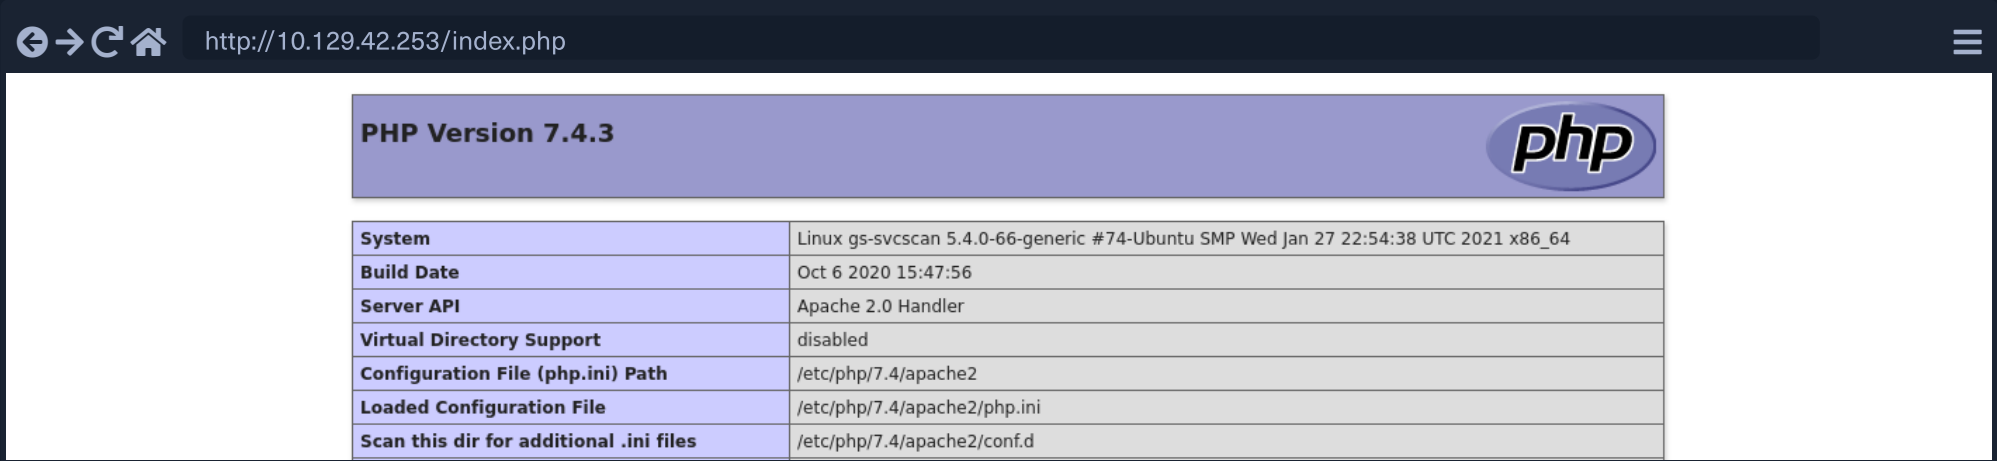 http://10.129.42.253/index.php
PHP Version 7.4.3
php
System Linux gs-svcscan 5.4.0-66-generic #74-Ubuntu SMP Wed Jan 27 22:54:38 UTC 2021 x86_64
Build Date Oct 6 2020 15:47:56
Server API Apache 2.0 Handler
Virtual Directory Support disabled
Configuration File (php.ini) Path /etc/php/7.4/apache2
Loaded Configuration File /etc/php/7.4/apache2/php.ini
Scan this dir for additional .ini files /etc/php/7.4/apache2/conf.d